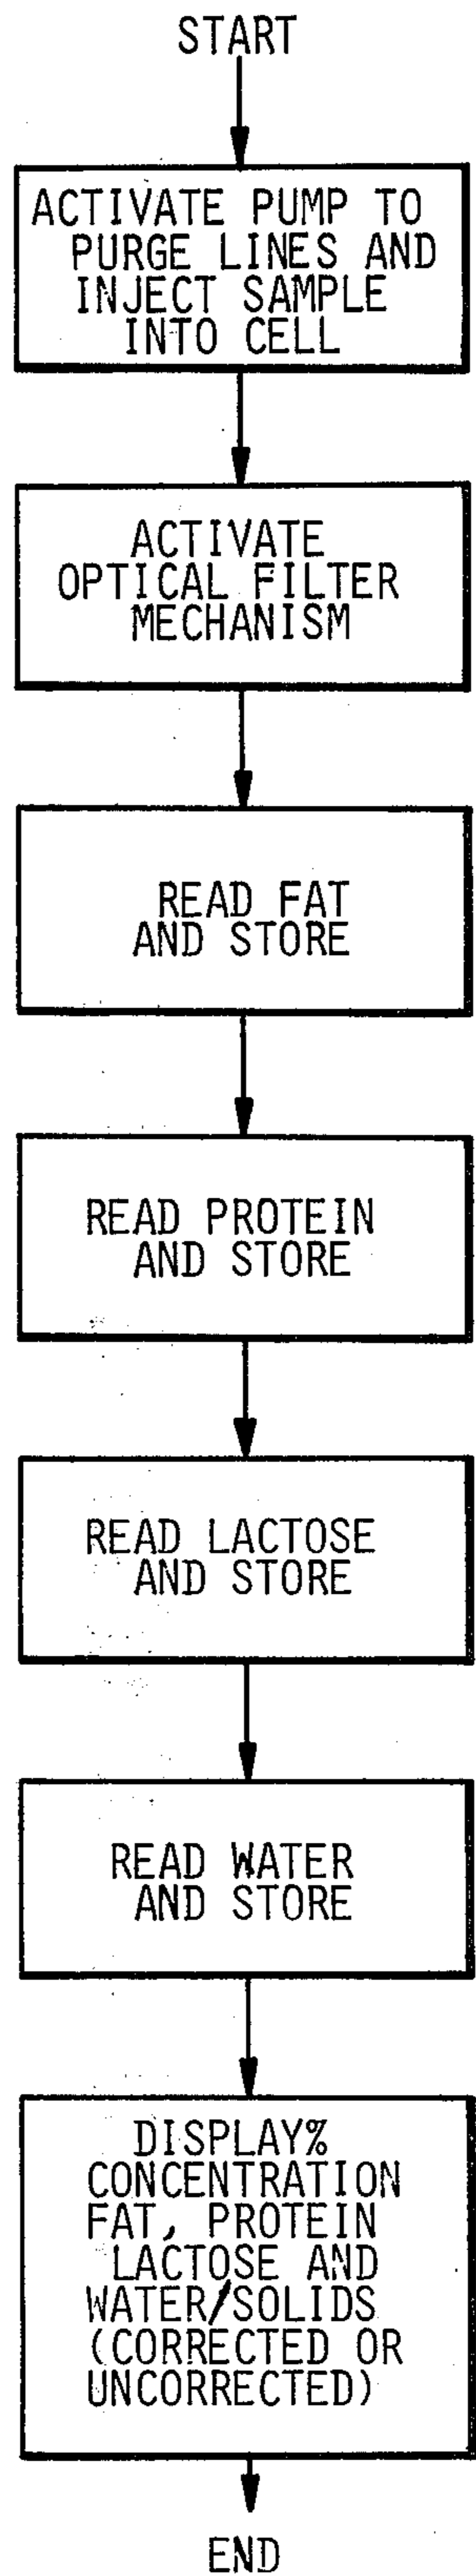 START
ACTIVATE PUMP TO
PURGE LINES AND
INJECT SAMPLE
INTO CELL
ACTIVATE
OPTICAL FILTER
MECHANISM
READ FAT
AND STORE
READ PROTEIN
AND STORE
READ LACTOSE
AND STORE
READ WATER
AND STORE
DISPLAY%
CONCENTRATION
FAT, PROTEIN
LACTOSE AND
WATER/SOLIDS
(CORRECTED OR
UNCORRECTED)
END